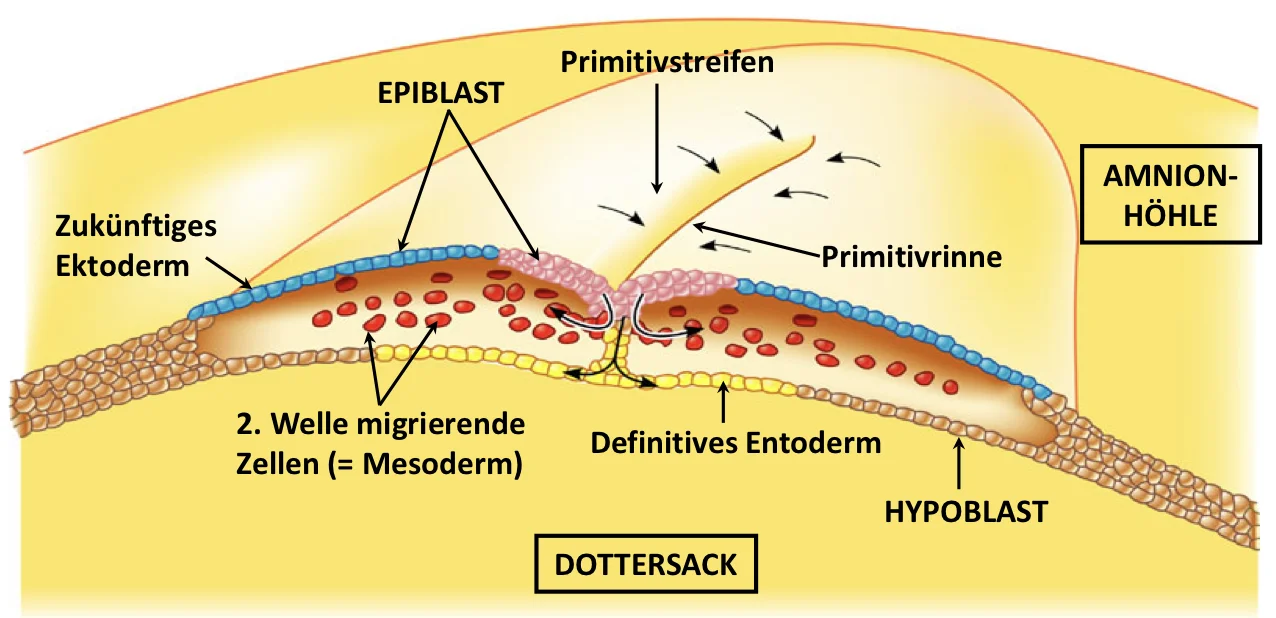 Primitivstreifen
EPIBLAST
AMNION-
HÖHLE
Zukünftiges
Ektoderm
Primitivrinne
2. Welle migrierende
Zellen (= Mesoderm)
Definitives Entoderm
HYPOBLAST
DOTTERSACK